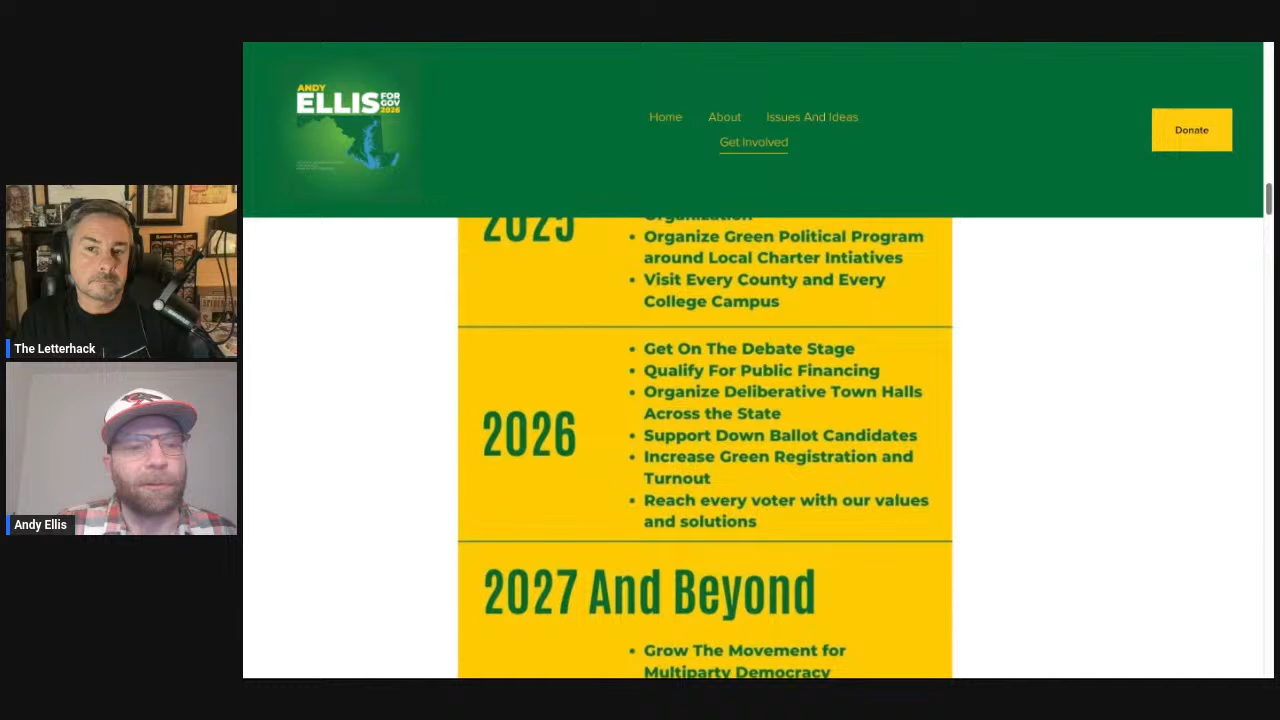 ANDY
ELLIS FOR GOV 2026
Home
About
Issues And Ideas
Get Involved
Donate
2025
Organization
• Organize Green Political Program
around Local Charter Intiatives
• Visit Every County and Every
College Campus
2026
• Get On The Debate Stage
• Qualify For Public Financing
• Organize Deliberative Town Halls
Across the State
• Support Down Ballot Candidates
• Increase Green Registration and
Turnout
• Reach every voter with our values
and solutions
2027 And Beyond
• Grow The Movement for
Multiparty Democracy
The Letterhack
Andy Ellis